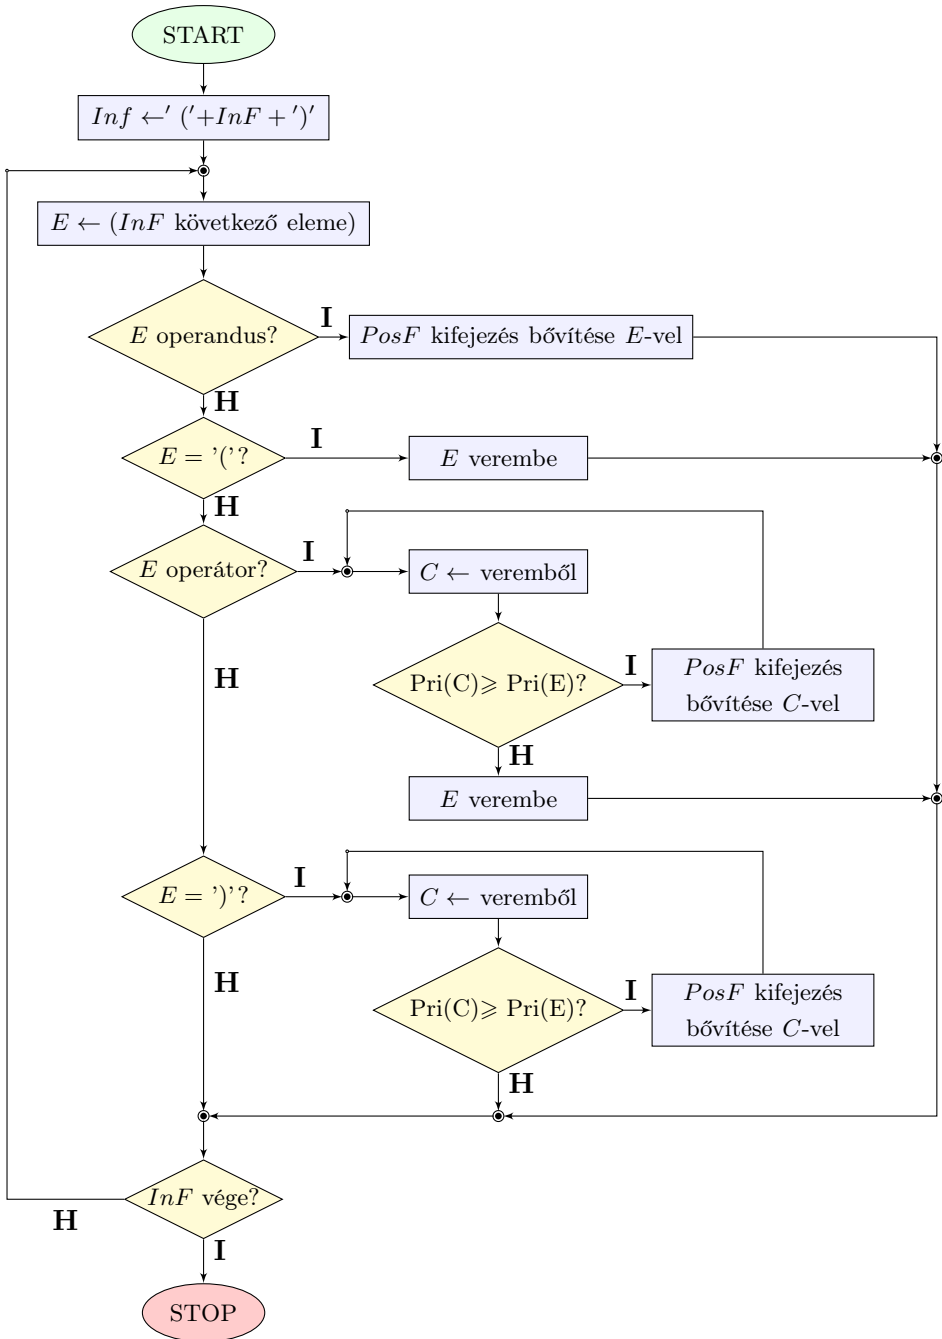 START
Inf ←' ('+InF + ')'
E ← (InF következő eleme)
E operandus?
I
PosF kifejezés bővítése E-vel
H
E = '('?
I
E verembe
H
E operátor?
I
C ← veremből
H
Pri(C)⩾ Pri(E)?
I
PosF kifejezés
bővítése C-vel
H
E verembe
E = ')'?
I
C ← veremből
H
Pri(C)⩾ Pri(E)?
I
PosF kifejezés
bővítése C-vel
H
InF vége?
H
I
STOP